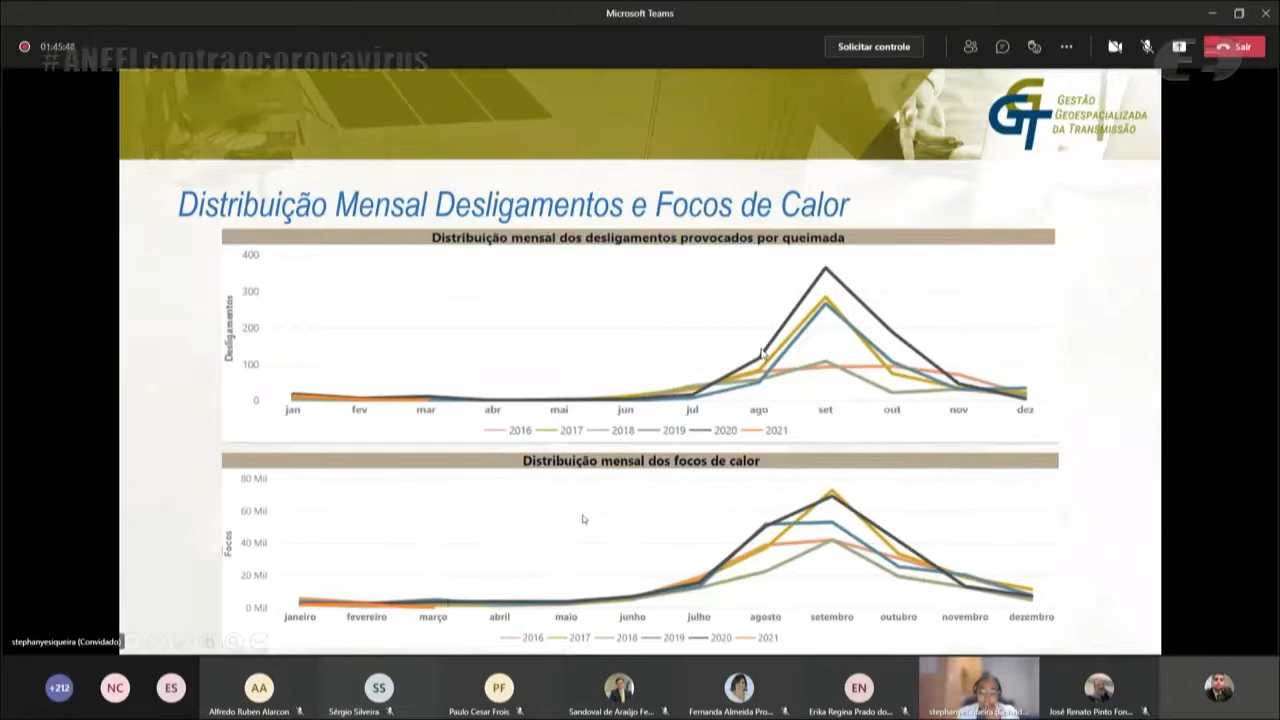 Microsoft Teams
01:45:48
#ANEELcontraocoronavirus
Solicitar controle
Sair
GESTÃO
GEOESPACIALIZADA
DA TRANSMISSÃO
Distribuição Mensal Desligamentos e Focos de Calor
Distribuição mensal dos desligamentos provocados por queimada
400
300
200
100
0
Desligamentos
jan fev mar abr mai jun jul ago set out nov dez
2016 2017 2018 2019 2020 2021
Distribuição mensal dos focos de calor
80 Mil
60 Mil
40 Mil
20 Mil
0 Mil
Focos
janeiro fevereiro março abril maio junho julho agosto setembro outubro novembro dezembro
2016 2017 2018 2019 2020 2021
stephanyesiqueira (Convidado)
+212 NC ES AA SS PF EN
Alfredo Ruben Alarcon Sérgio Silveira Paulo Cesar Frois Sandoval de Araújo Fe... Fernanda Almeida Pro... Erika Regina Prado do... stephanyesiqueira (Convid... José Renato Pinto Fon...